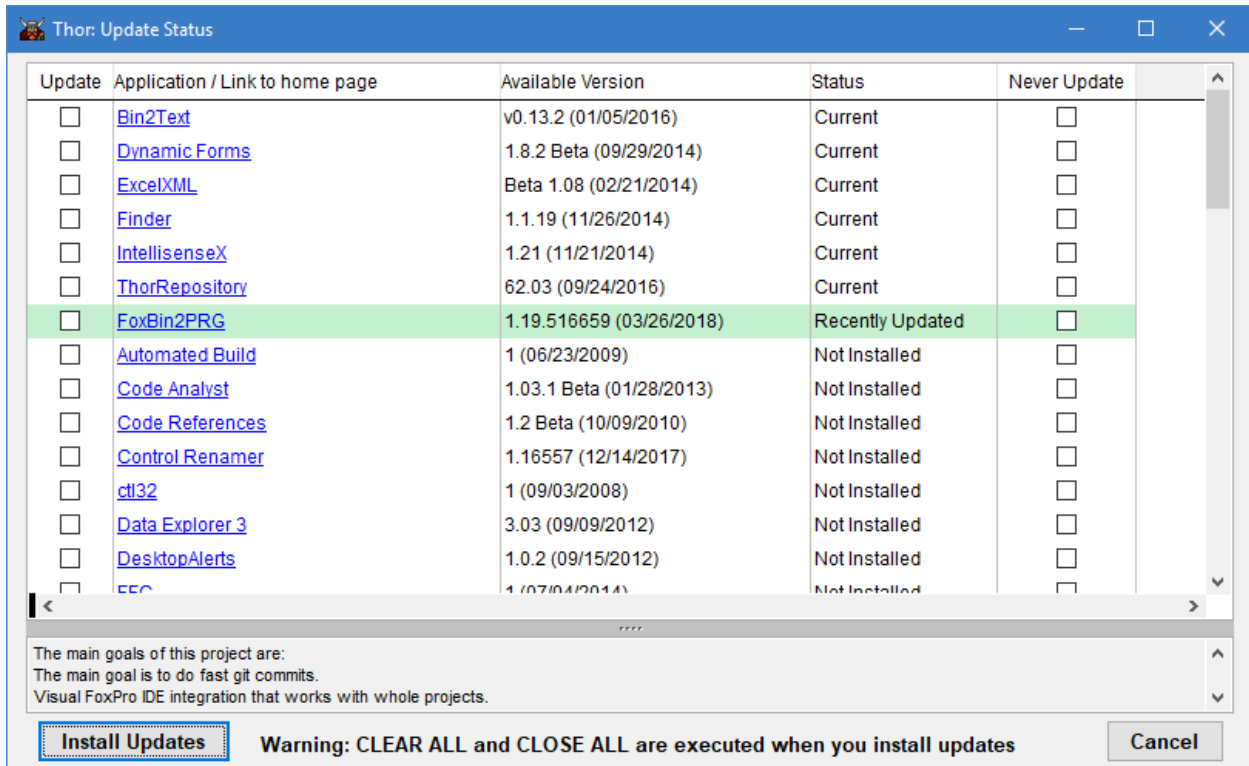 Thor: Update Status
Update Application / Link to home page Available Version Status Never Update
Bin2Text v0.13.2 (01/05/2016) Current
Dynamic Forms 1.8.2 Beta (09/29/2014) Current
ExcelXML Beta 1.08 (02/21/2014) Current
Finder 1.1.19 (11/26/2014) Current
IntellisenseX 1.21 (11/21/2014) Current
ThorRepository 62.03 (09/24/2016) Current
FoxBin2PRG 1.19.516659 (03/26/2018) Recently Updated
Automated Build 1 (06/23/2009) Not Installed
Code Analyst 1.03.1 Beta (01/28/2013) Not Installed
Code References 1.2 Beta (10/09/2010) Not Installed
Control Renamer 1.16557 (12/14/2017) Not Installed
ctl32 1 (09/03/2008) Not Installed
Data Explorer 3 3.03 (09/09/2012) Not Installed
DesktopAlerts 1.0.2 (09/15/2012) Not Installed
1 (07/04/2014) Not Installed
The main goals of this project are:
The main goal is to do fast git commits.
Visual FoxPro IDE integration that works with whole projects.
Install Updates Warning: CLEAR ALL and CLOSE ALL are executed when you install updates Cancel